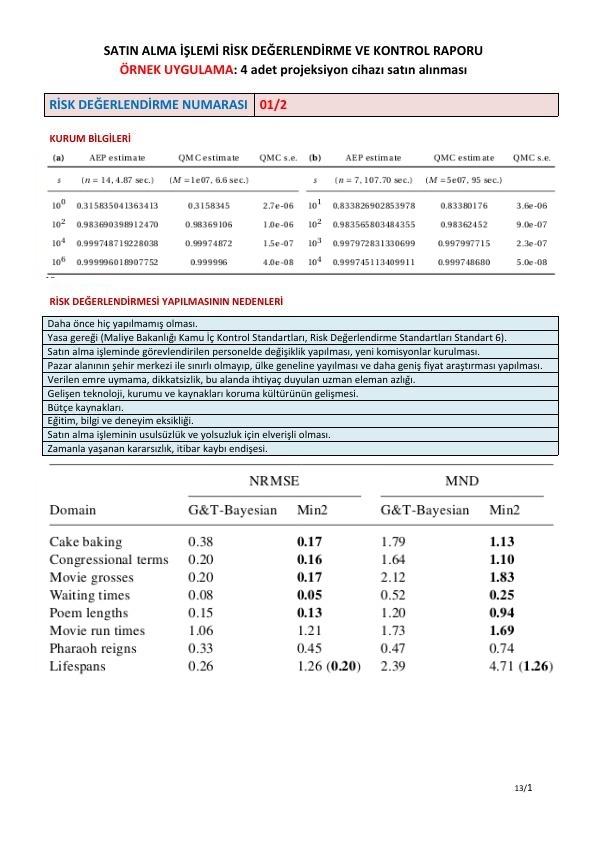 SATIN ALMA İŞLEMİ RİSK DEĞERLENDİRME VE KONTROL RAPORU
ÖRNEK UYGULAMA: 4 adet projeksiyon cihazı satın alınması
RİSK DEĞERLENDİRME NUMARASI 01/2
KURUM BİLGİLERİ
(a) AEP estimate QMC estimate QMC s.e. (b) AEP estimate QMC estimate QMC s.e.
s (n = 14, 4.87 sec.) (M =1e07, 6.6 sec.) s (n = 7, 107.70 sec.) (M =5e07, 95 sec.)
10^0 0.315835041363413 0.3158345 2.7e-06 10^1 0.833826902853978 0.83380176 3.6e-06
10^2 0.983690398912470 0.98369106 1.0e-06 10^2 0.983565803484355 0.98362452 9.0e-07
10^4 0.999748719228038 0.99974872 1.5e-07 10^3 0.997972831330699 0.997997715 2.3e-07
10^6 0.999996018907752 0.999996 4.0e-08 10^4 0.999745113409911 0.999748680 5.0e-08
RİSK DEĞERLENDİRMESİ YAPILMASININ NEDENLERİ
Daha önce hiç yapılmamış olması.
Yasa gereği (Maliye Bakanlığı Kamu İç Kontrol Standartları, Risk Değerlendirme Standartları Standart 6).
Satın alma işleminde görevlendirilen personelde değişiklik yapılması, yeni komisyonlar kurulması.
Pazar alanının şehir merkezi ile sınırlı olmayıp, ülke geneline yayılması ve daha geniş fiyat araştırması yapılması.
Verilen emre uymama, dikkatsizlik, bu alanda ihtiyaç duyulan uzman eleman azlığı.
Gelişen teknoloji, kurumu ve kaynakları koruma kültürünün gelişmesi.
Bütçe kaynakları.
Eğitim, bilgi ve deneyim eksikliği.
Satın alma işleminin usulsüzlük ve yolsuzluk için elverişli olması.
Zamanla yaşanan kararsızlık, itibar kaybı endişesi.
NRMSE MND
Domain G&T-Bayesian Min2 G&T-Bayesian Min2
Cake baking 0.38 0.17 1.79 1.13
Congressional terms 0.20 0.16 1.64 1.10
Movie grosses 0.20 0.17 2.12 1.83
Waiting times 0.08 0.05 0.52 0.25
Poem lengths 0.15 0.13 1.20 0.94
Movie run times 1.06 1.21 1.73 1.69
Pharaoh reigns 0.33 0.45 0.47 0.74
Lifespans 0.26 1.26 (0.20) 2.39 4.71 (1.26)
13/1